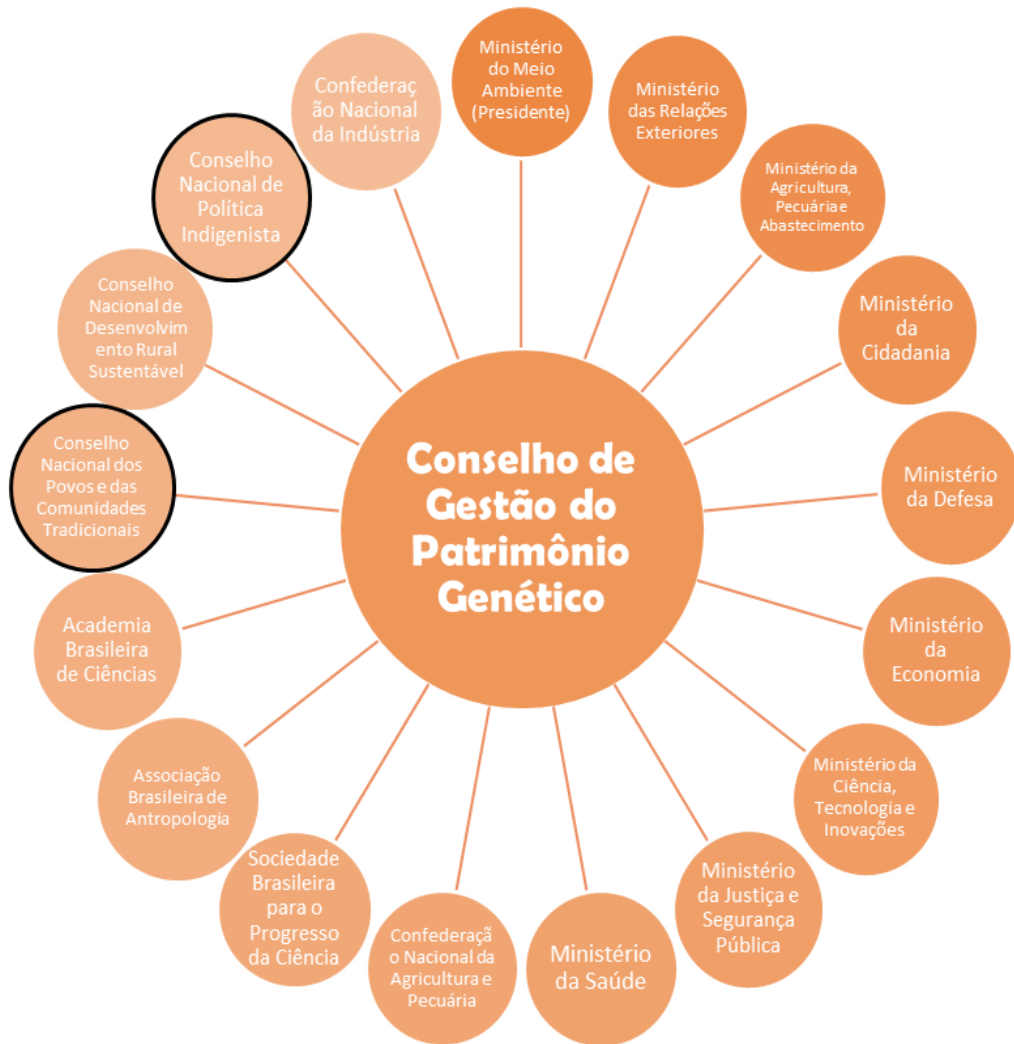 Ministério
do Meio
Ambiente
(Presidente)
Ministério
das Relações
Exteriores
Ministério da
Agricultura,
Pecuária e
Abastecimento
Ministério
da
Cidadania
Ministério
da Defesa
Ministério
da
Economia
Ministério da
Ciência,
Tecnologia e
Inovações
Ministério
da Justiça e
Segurança
Pública
Ministério
da Saúde
Confederaçã
o Nacional da
Agricultura e
Pecuária
Sociedade
Brasileira
para o
Progresso
da Ciência
Associação
Brasileira de
Antropologia
Academia
Brasileira
de Ciências
Conselho
Nacional dos
Povos e das
Comunidades
Tradicionais
Conselho
Nacional de
Desenvolvim
ento Rural
Sustentável
Conselho
Nacional de
Política
Indigenista
Confederaç
ão Nacional
da Indústria
Conselho de
Gestão do
Patrimônio
Genético